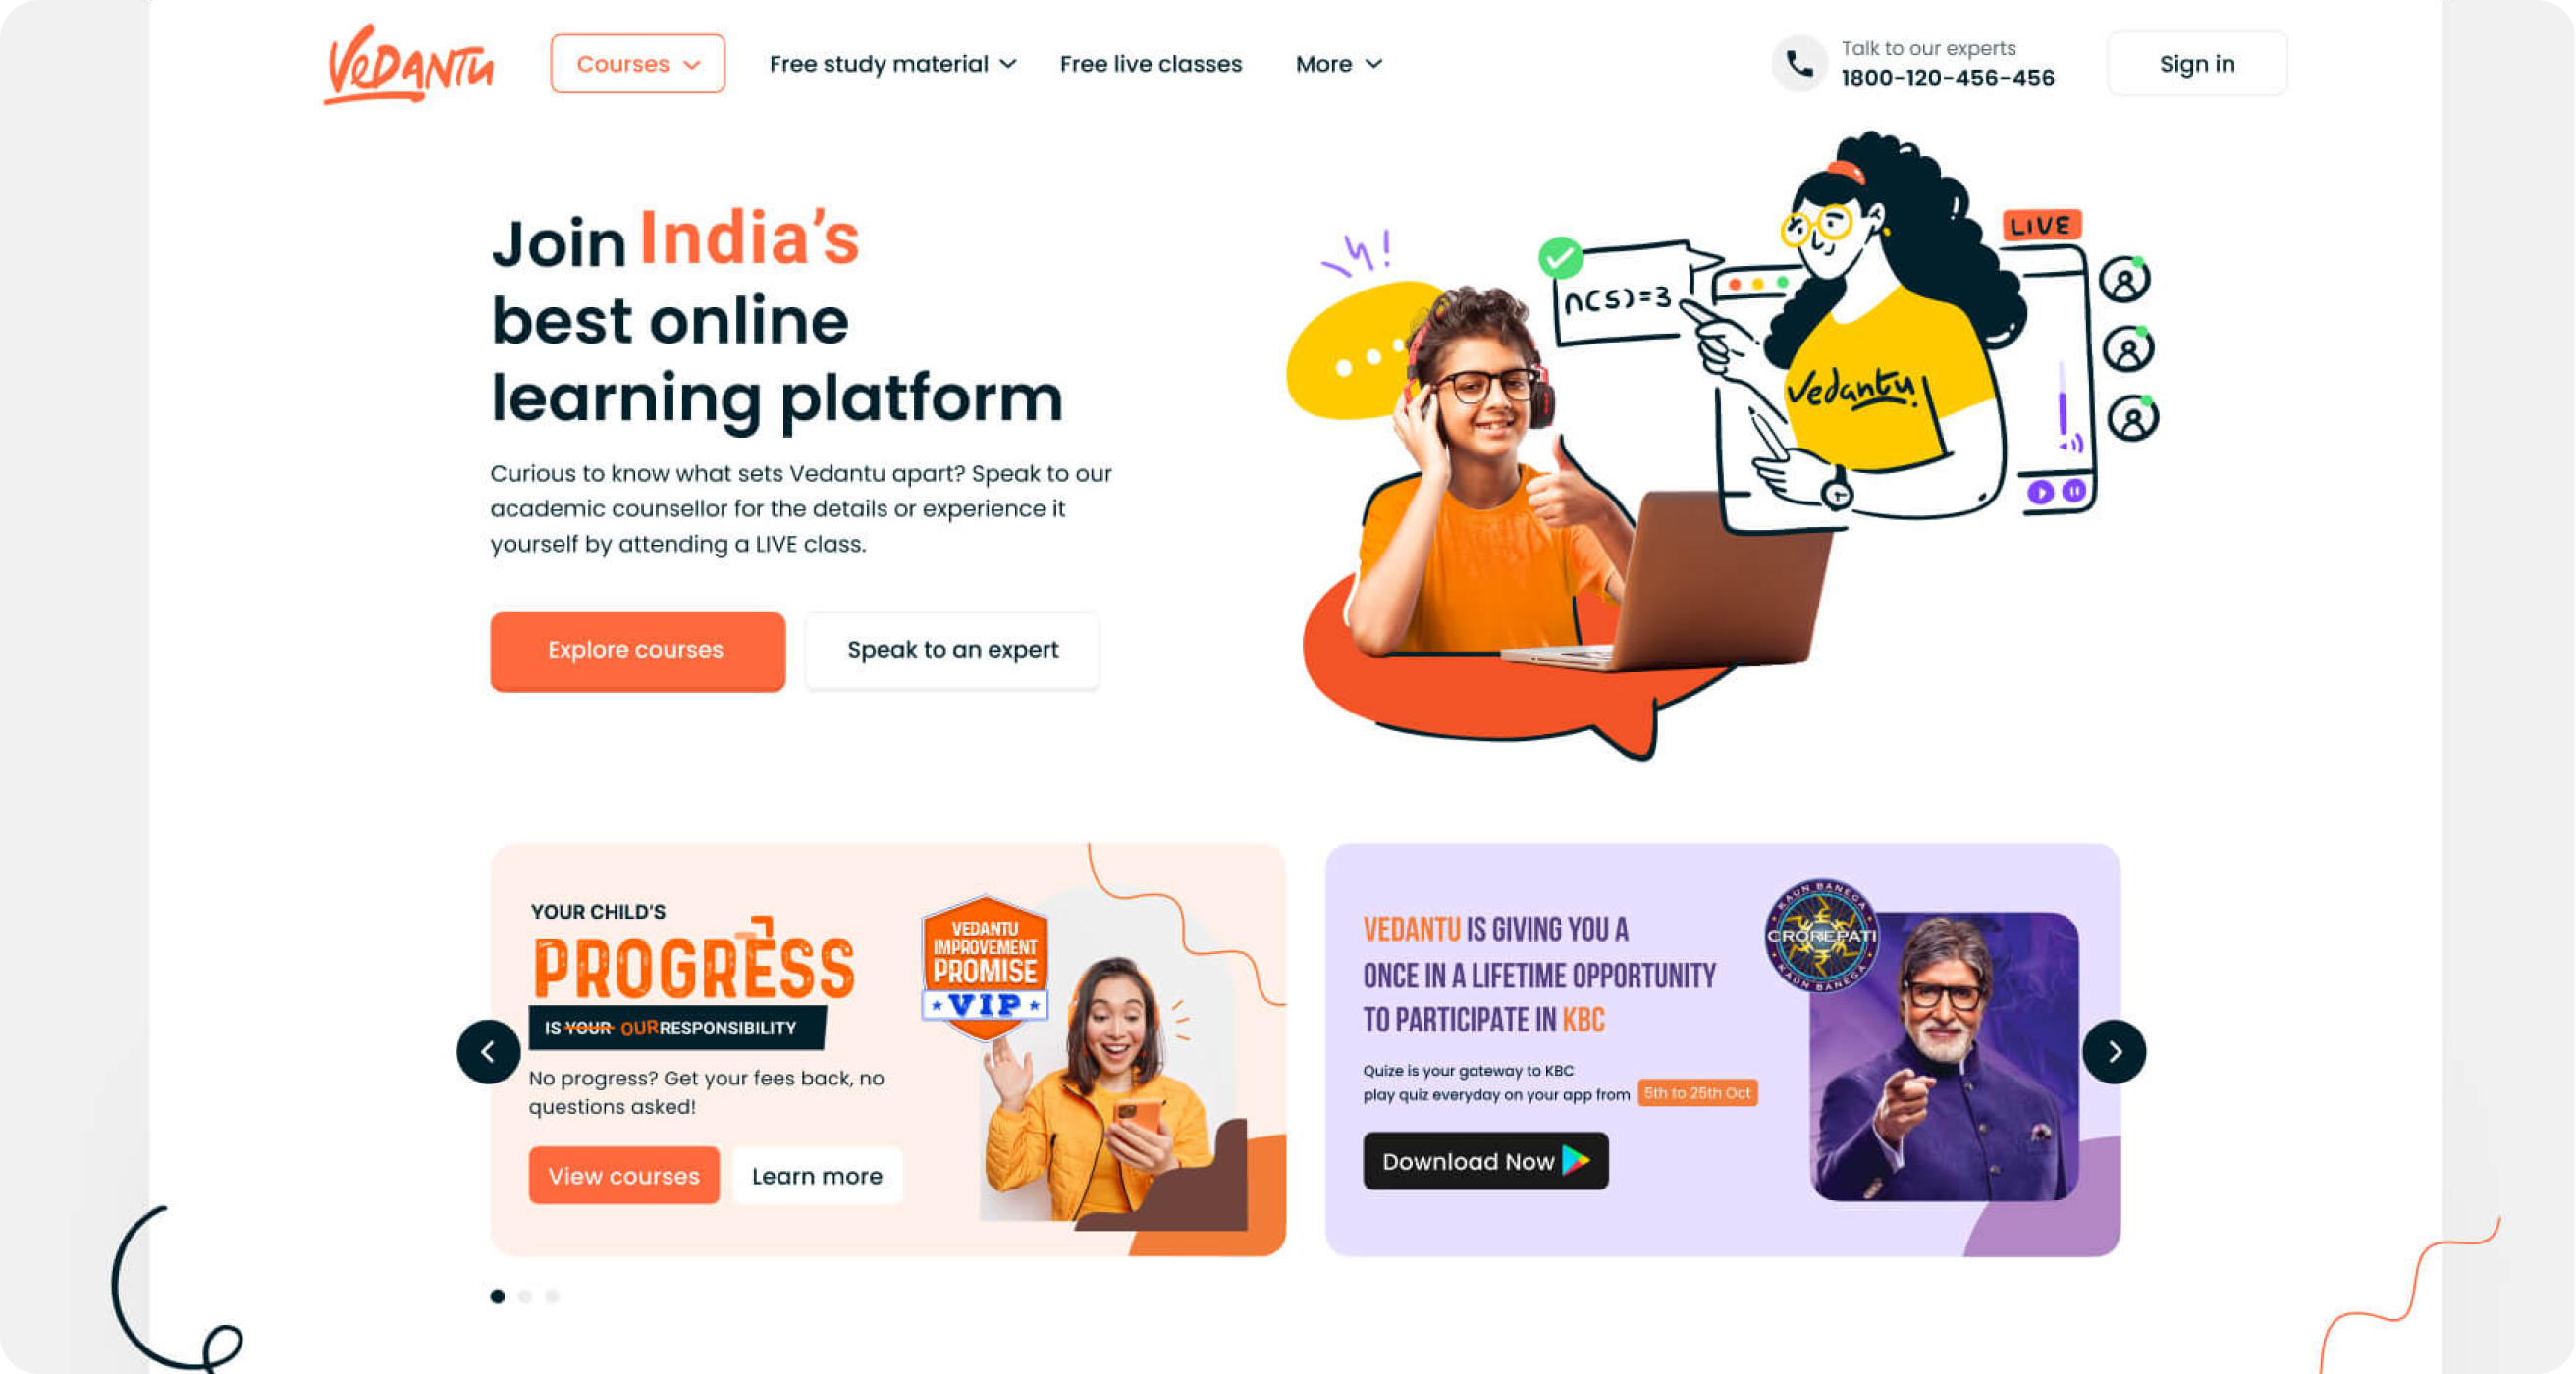 VEDANTU
Courses
Free study material
Free live classes
More
Talk to our experts
1800-120-456-456
Sign in
Join India's
best online
learning platform
Curious to know what sets Vedantu apart? Speak to our
academic counsellor for the details or experience it
yourself by attending a LIVE class.
Explore courses
Speak to an expert
n(s)=3
LIVE
Vedantu
YOUR CHILD'S
PROGRESS
IS YOUR OUR RESPONSIBILITY
No progress? Get your fees back, no
questions asked!
View courses
Learn more
VEDANTU
IMPROVEMENT
PROMISE
VIP
VEDANTU IS GIVING YOU A
ONCE IN A LIFETIME OPPORTUNITY
TO PARTICIPATE IN KBC
Quize is your gateway to KBC
play quiz everyday on your app from 5th to 25th Oct
Download Now
KAUN BANEGA
CROREPATI
KAUN BANEGA